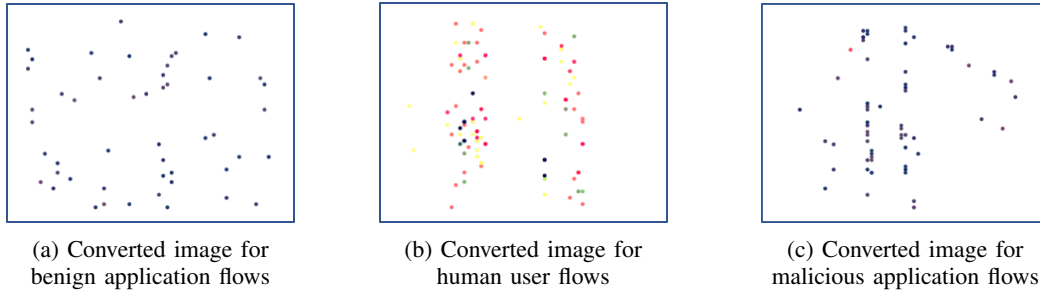 (a) Converted image for
benign application flows
(b) Converted image for
human user flows
(c) Converted image for
malicious application flows